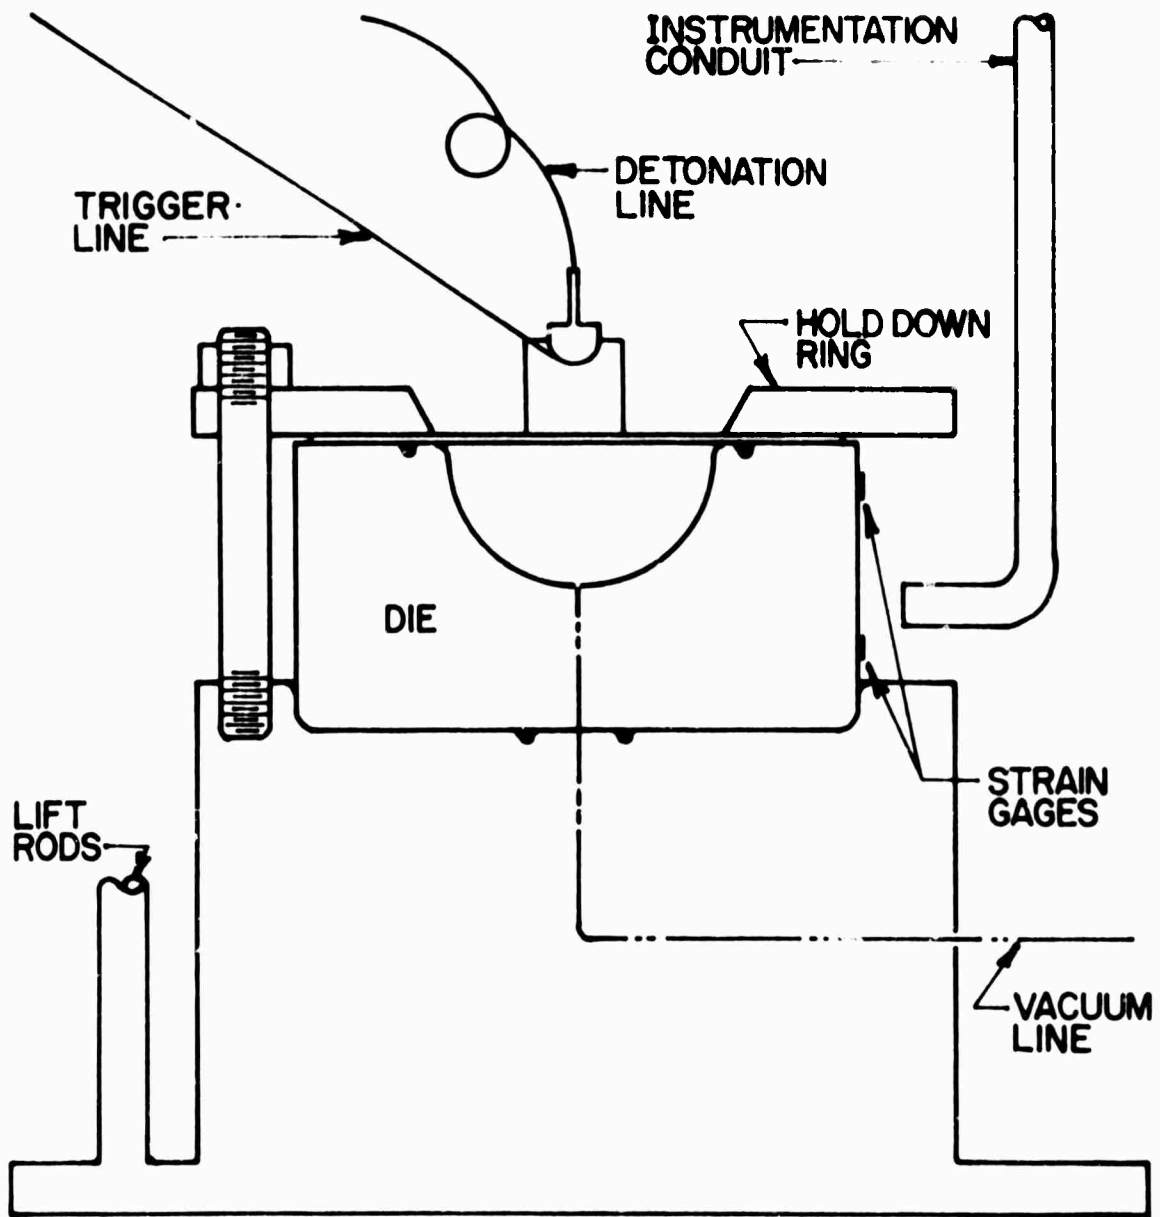 INSTRUMENTATION
CONDUIT
DETONATION
LINE
TRIGGER
LINE
HOLD DOWN
RING
DIE
STRAIN
GAGES
LIFT
RODS
VACUUM
LINE